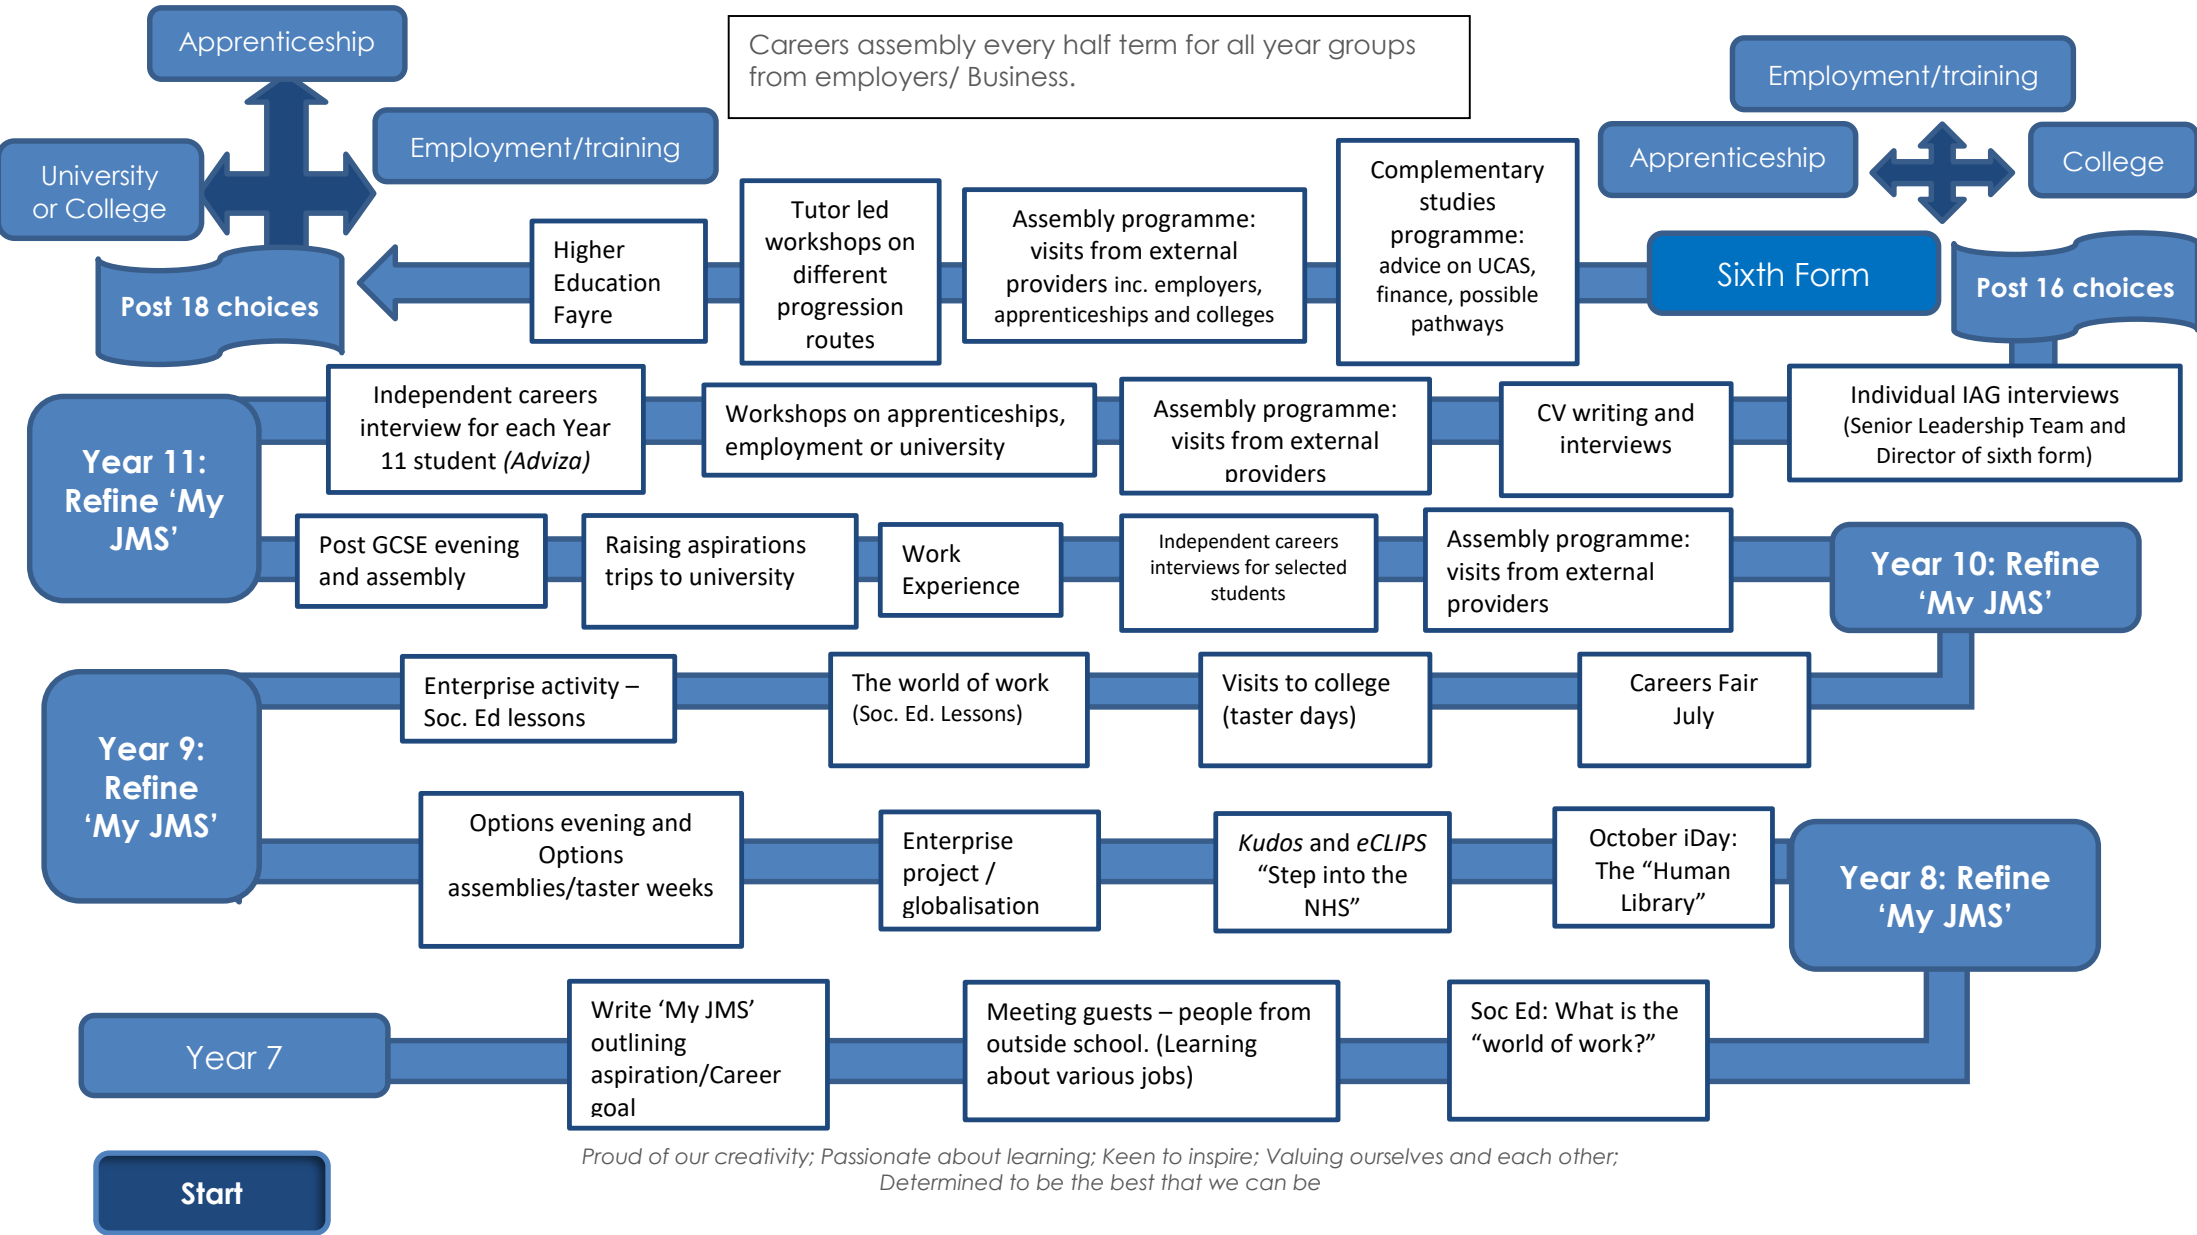 Apprenticeship
Careers assembly every half term for all year groups
from employers/ Business.
Employment/training
University
or College
Employment/training
Apprenticeship
College
Post 18 choices
Higher
Education
Fayre
Tutor led
workshops on
different
progression
routes
Assembly programme:
visits from external
providers inc. employers,
apprenticeships and colleges
Complementary
studies
programme:
advice on UCAS,
finance, possible
pathways
Sixth Form
Post 16 choices
Year 11:
Refine ‘My
JMS’
Independent careers
interview for each Year
11 student (Adviza)
Workshops on apprenticeships,
employment or university
Assembly programme:
visits from external
providers
CV writing and
interviews
Individual IAG interviews
(Senior Leadership Team and
Director of sixth form)
Post GCSE evening
and assembly
Raising aspirations
trips to university
Work
Experience
Independent careers
interviews for selected
students
Assembly programme:
visits from external
providers
Year 10: Refine
‘My JMS’
Year 9:
Refine
‘My JMS’
Enterprise activity –
Soc. Ed lessons
The world of work
(Soc. Ed. Lessons)
Visits to college
(taster days)
Careers Fair
July
Options evening and
Options
assemblies/taster weeks
Enterprise
project /
globalisation
Kudos and eCLIPS
“Step into the
NHS”
October iDay:
The “Human
Library”
Year 8: Refine
‘My JMS’
Year 7
Write ‘My JMS’
outlining
aspiration/Career
goal
Meeting guests – people from
outside school. (Learning
about various jobs)
Soc Ed: What is the
“world of work?”
Start
Proud of our creativity; Passionate about learning; Keen to inspire; Valuing ourselves and each other;
Determined to be the best that we can be